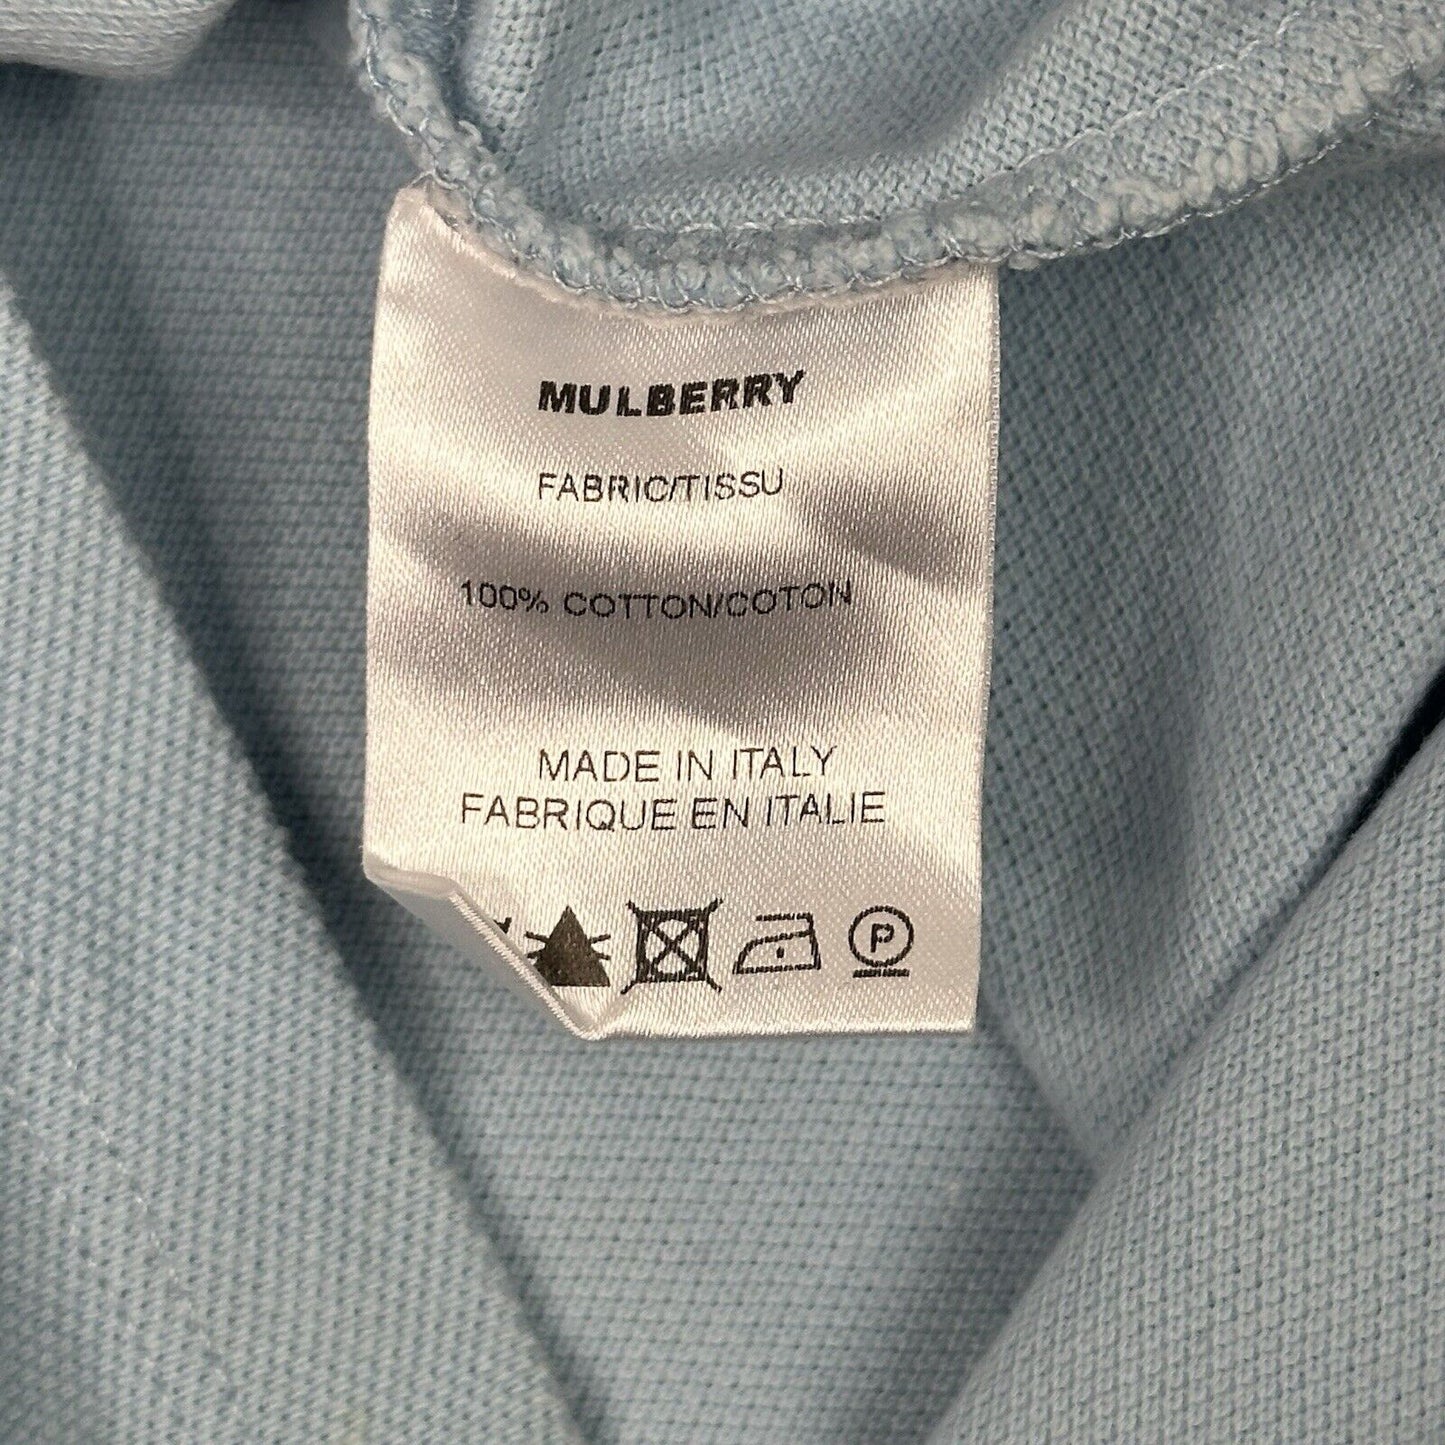 MULBERRY
FABRIC/TISSU
100% COTTON/COTON
MADE IN ITALY
FABRIQUE EN ITALIE
P